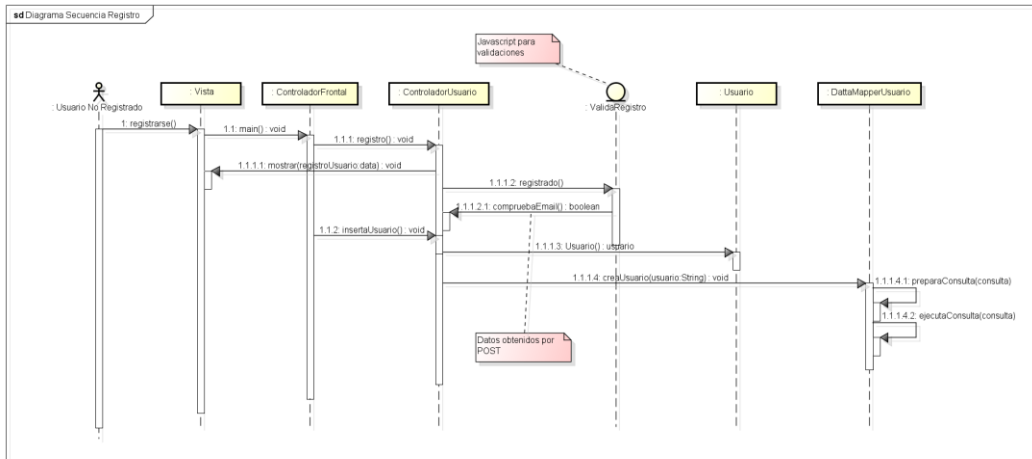 sd Diagrama Secuencia Registro
Javascript para
validaciones
: Usuario No Registrado
: Vista
: ControladorFrontal
: ControladorUsuario
: ValidaRegistro
: Usuario
: DattaMapperUsuario
1: registrarse()
1.1: main() : void
1.1.1: registro() : void
1.1.1.1: mostrar(registroUsuario:data) : void
1.1.1.2: registrado()
1.1.1.2.1: compruebaEmail() : boolean
1.1.2: insertaUsuario() : void
1.1.1.3: Usuario() : usuario
1.1.1.4: creaUsuario(usuario:String) : void
1.1.1.4.1: preparaConsulta(consulta)
1.1.1.4.2: ejecutaConsulta(consulta)
Datos obtenidos por
POST